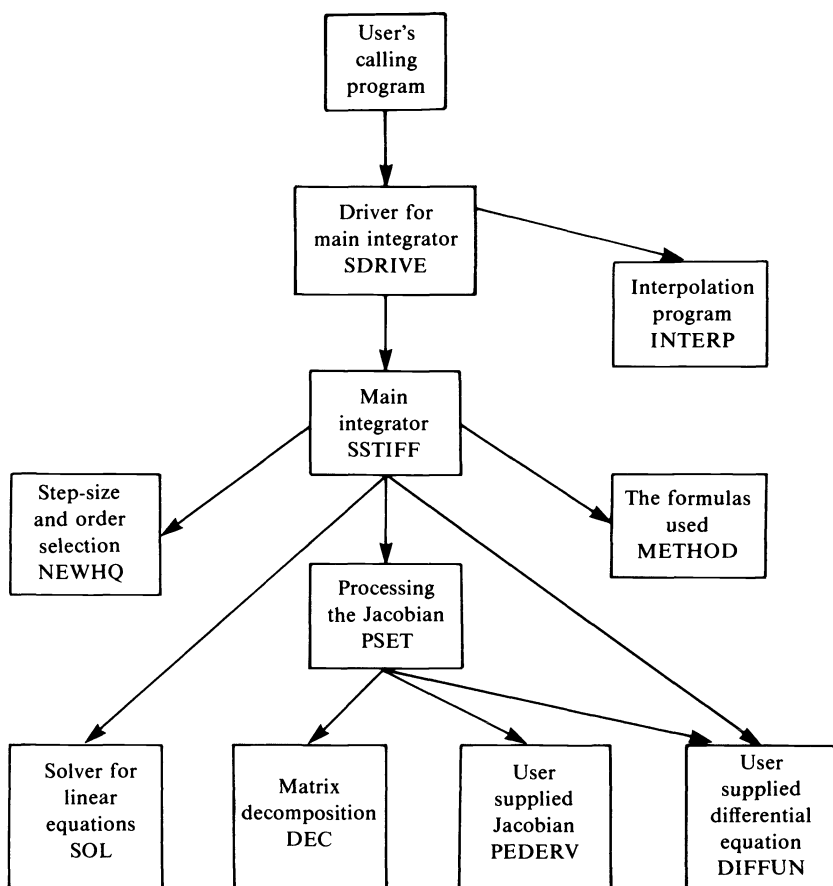 User's
calling
program
Driver for
main integrator
SDRIVE
Interpolation
program
INTERP
Main
integrator
SSTIFF
Step-size
and order
selection
NEWHQ
The formulas
used
METHOD
Processing
the Jacobian
PSET
Solver for
linear
equations
SOL
Matrix
decomposition
DEC
User
supplied
Jacobian
PEDERV
User
supplied
differential
equation
DIFFUN